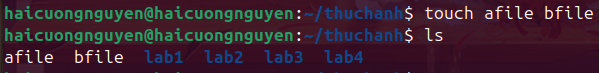 haicuongnguyen@haicuongnguyen:~/thuchanh$ touch afile bfile
haicuongnguyen@haicuongnguyen:~/thuchanh$ ls
afile bfile lab1 lab2 lab3 lab4